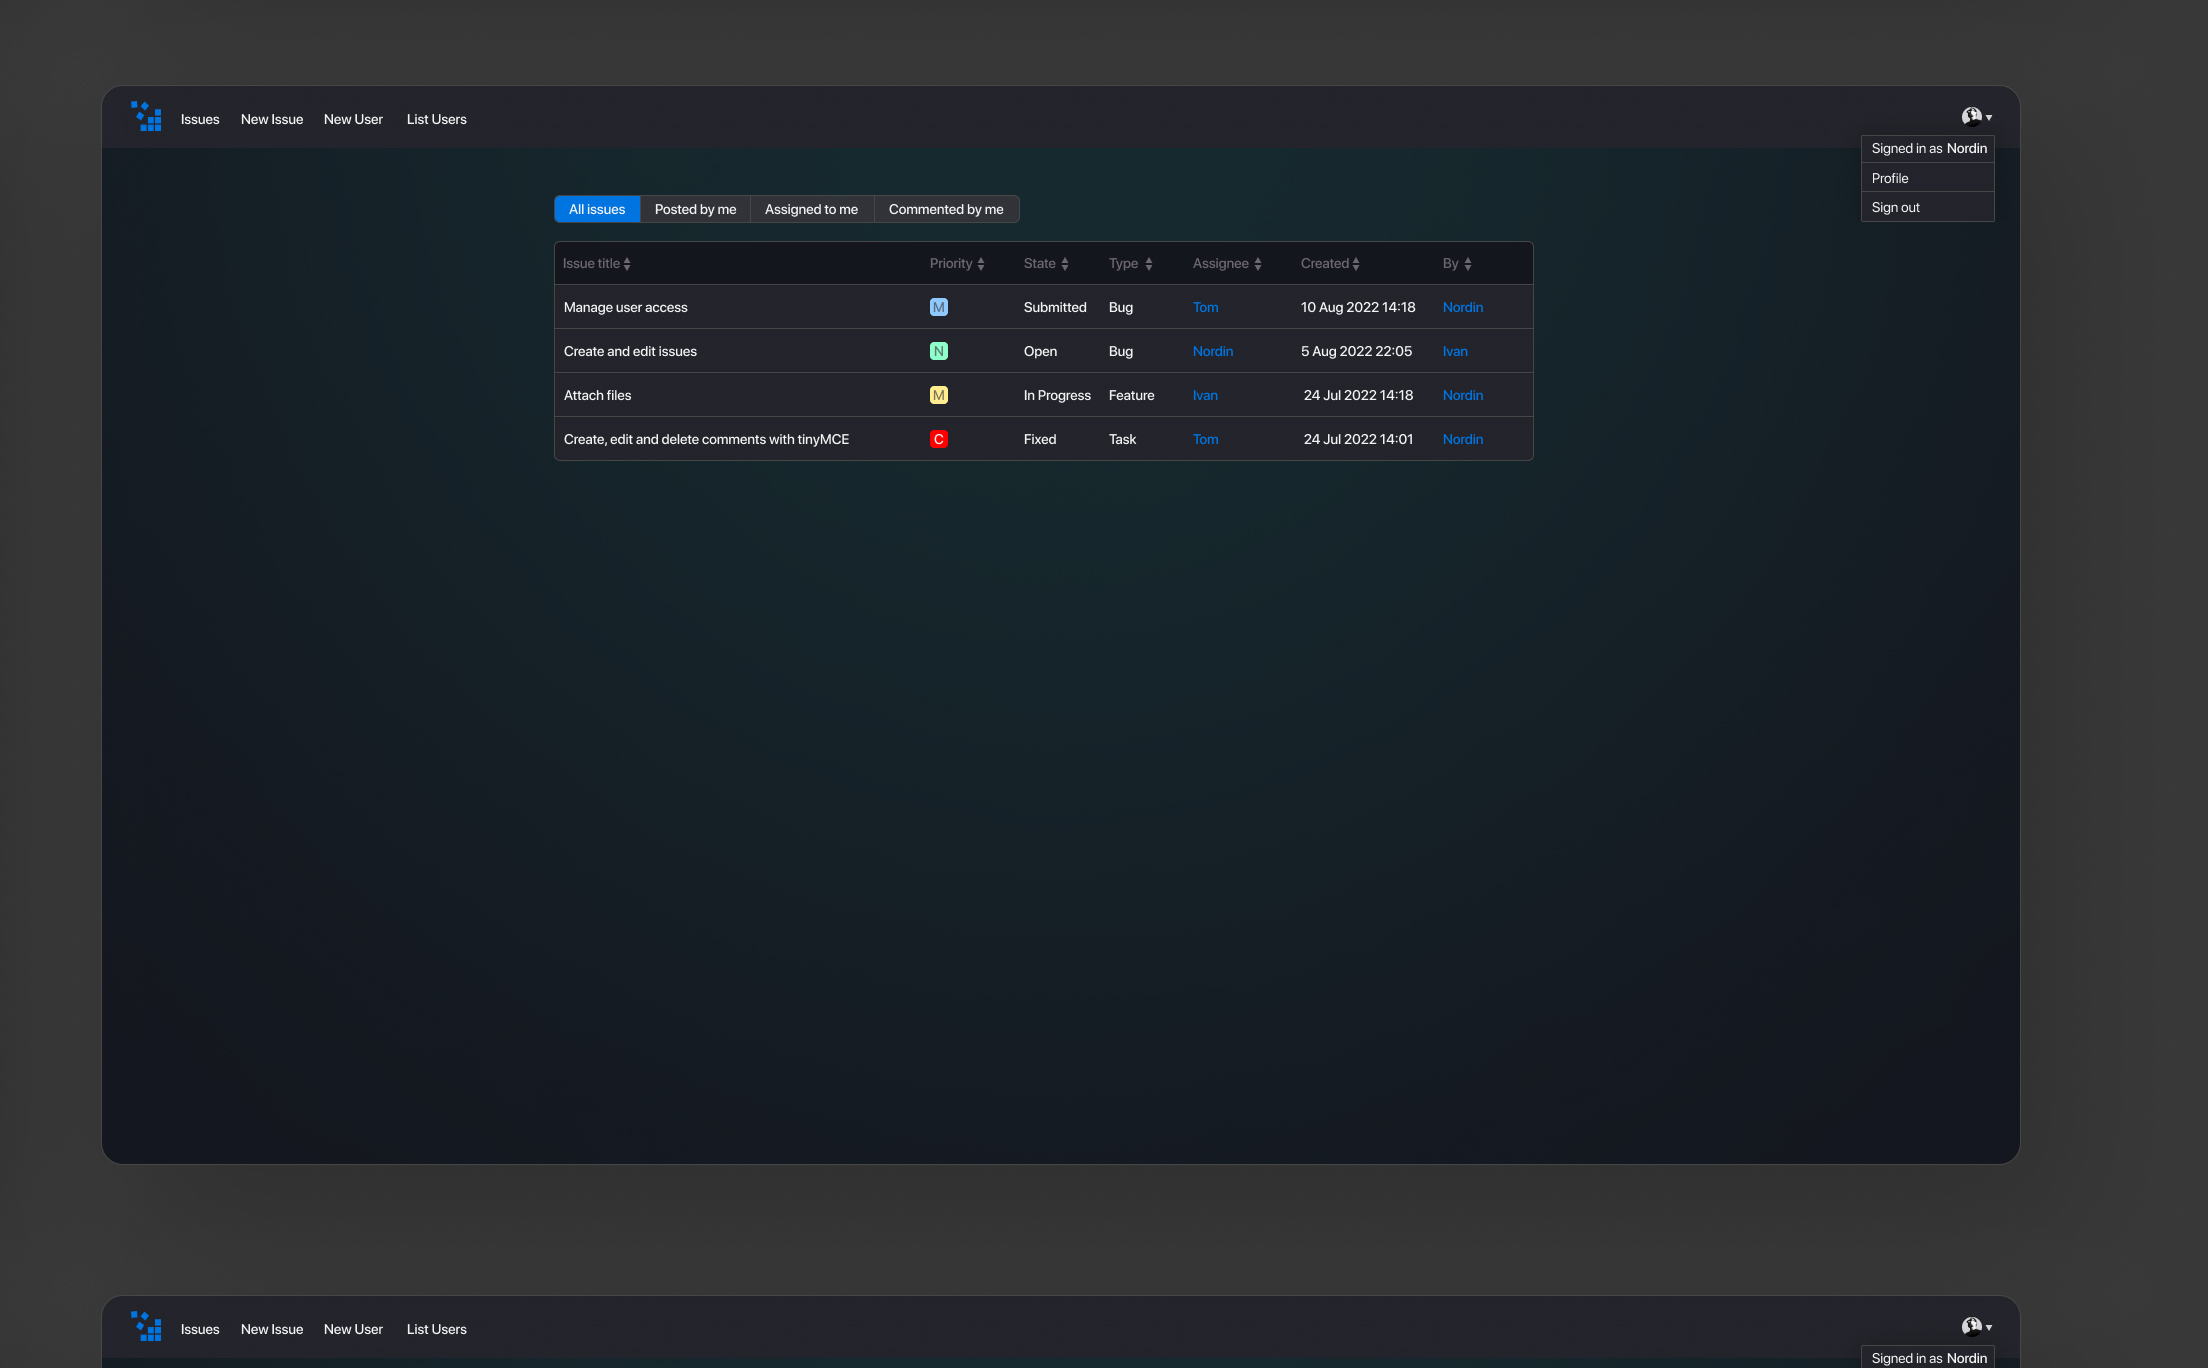 Issues New Issue New User List Users
Signed in as Nordin
Profile
Sign out
All issues Posted by me Assigned to me Commented by me
Issue title Priority State Type Assignee Created By
Manage user access M Submitted Bug Tom 10 Aug 2022 14:18 Nordin
Create and edit issues N Open Bug Nordin 5 Aug 2022 22:05 Ivan
Attach files M In Progress Feature Ivan 24 Jul 2022 14:18 Nordin
Create, edit and delete comments with tinyMCE C Fixed Task Tom 24 Jul 2022 14:01 Nordin
Issues New Issue New User List Users
Signed in as Nordin